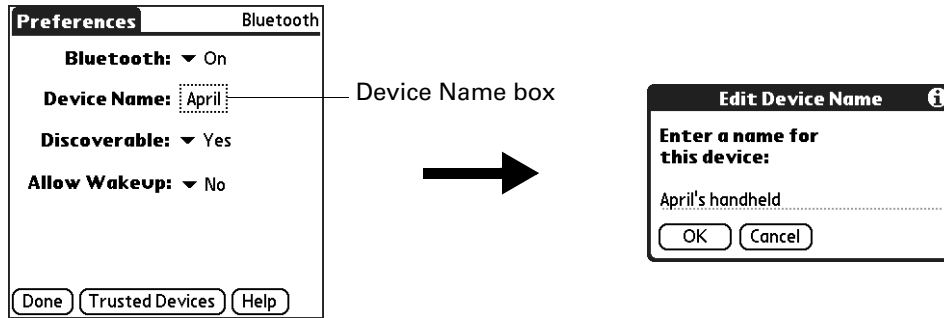 Preferences Bluetooth
Bluetooth: On
Device Name: April
Discoverable: Yes
Allow Wakeup: No
Done Trusted Devices Help
Device Name box
Edit Device Name i
Enter a name for
this device:
April's handheld
OK Cancel